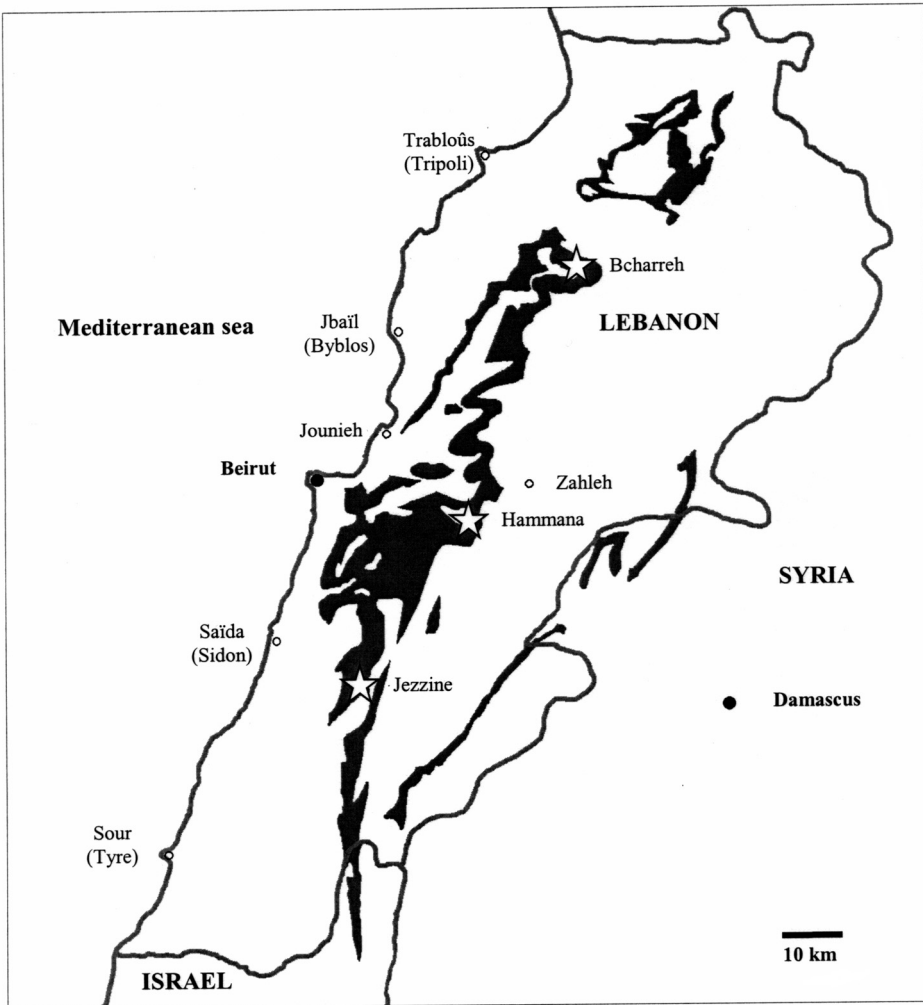 Trabloûs
(Tripoli)
Bcharreh
Mediterranean sea
Jbaïl
(Byblos)
LEBANON
Jounieh
Beirut
Zahleh
Hammana
SYRIA
Saïda
(Sidon)
Jezzine
Damascus
Sour
(Tyre)
10 km
ISRAEL